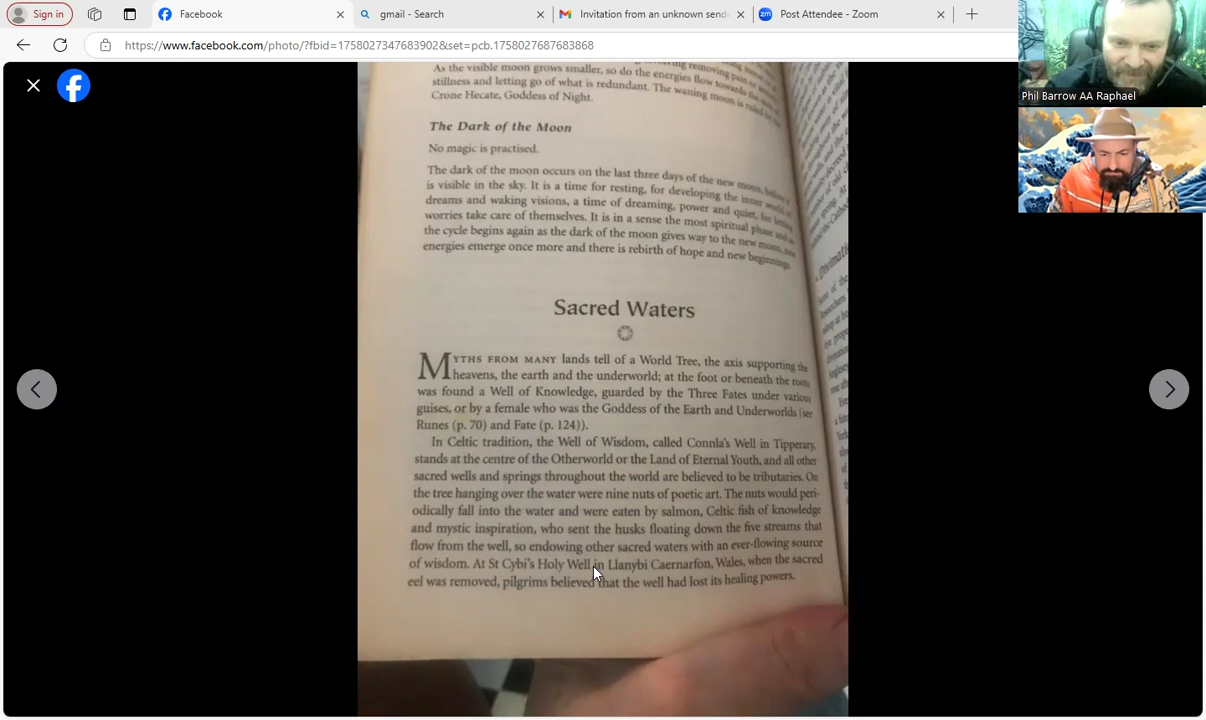 Sign in
Facebook
gmail - Search
Invitation from an unknown send
Post Attendee - Zoom
https://www.facebook.com/photo/?fbid=1758027347683902&set=pcb.1758027687683868
Phil Barrow AA Raphael
removing pain or
As the visible moon grows smaller, so do the energies flow towards
stillness and letting go of what is redundant. The waning moon is ruled
Crone Hecate, Goddess of Night.
The Dark of the Moon
No magic is practised.
The dark of the moon occurs on the last three days of the new moon,
is visible in the sky. It is a time for resting, for developing the inner
dreams and waking visions, a time of dreaming, power and quiet, for letting
worries take care of themselves. It is in a sense the most spiritual phase and
the cycle begins again as the dark of the moon gives way to the new moon,
energies emerge once more and there is rebirth of hope and new beginnings.
Sacred Waters
MYTHS FROM MANY lands tell of a World Tree, the axis supporting the
heavens, the earth and the underworld; at the foot or beneath the roots
was found a Well of Knowledge, guarded by the Three Fates under various
guises, or by a female who was the Goddess of the Earth and Underworlds (see
Runes (p. 70) and Fate (p. 124)).
In Celtic tradition, the Well of Wisdom, called Connla's Well in Tipperary,
stands at the centre of the Otherworld or the Land of Eternal Youth, and all other
sacred wells and springs throughout the world are believed to be tributaries. On
the tree hanging over the water were nine nuts of poetic art. The nuts would peri-
odically fall into the water and were eaten by salmon, Celtic fish of knowledge
and mystic inspiration, who sent the husks floating down the five streams that
flow from the well, so endowing other sacred waters with an ever-flowing source
of wisdom. At St Cybi's Holy Well in Llanybi Caernarfon, Wales, when the sacred
eel was removed, pilgrims believed that the well had lost its healing powers.